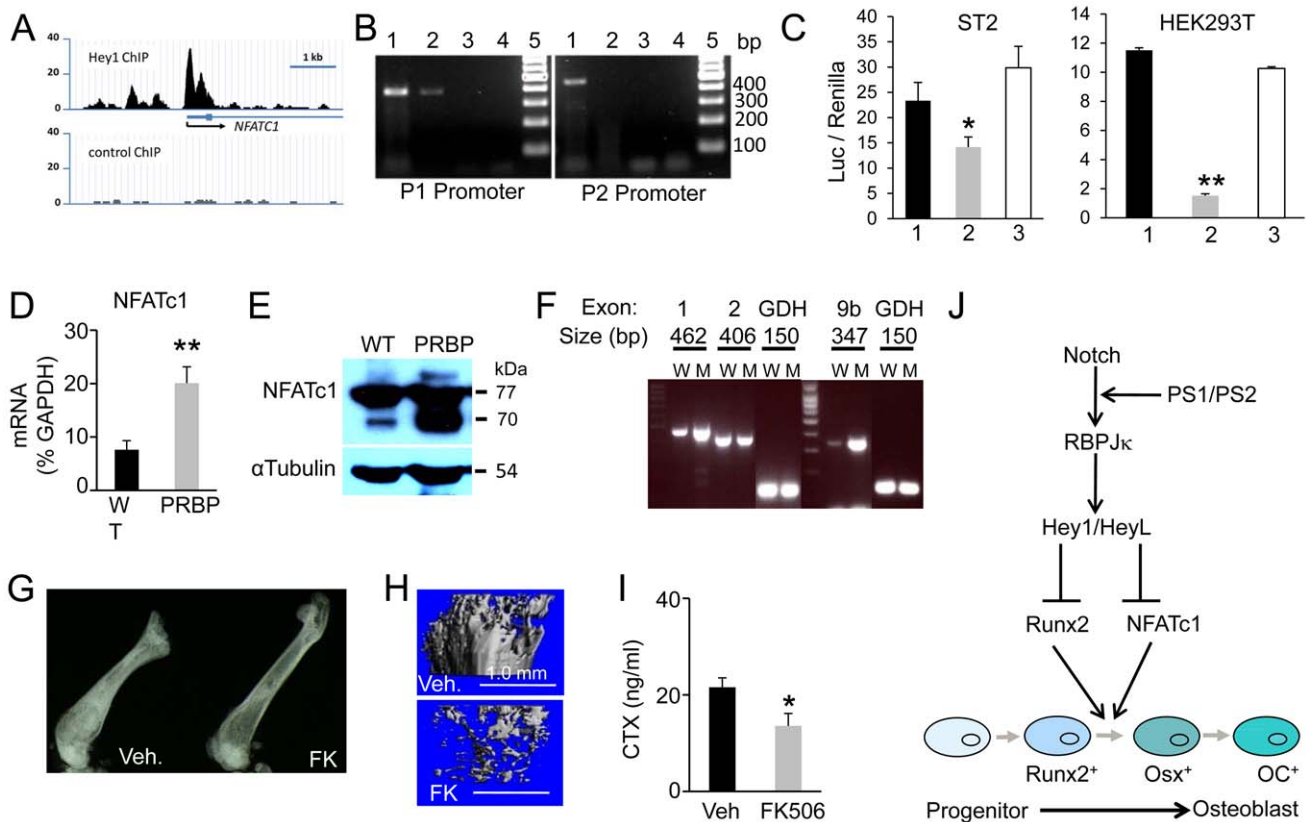 A
Hey1 ChIP
1 kb
40
20
0
NFATC1
control ChIP
40
20
0
B
1 2 3 4 5 1 2 3 4 5 bp
400
300
200
100
P1 Promoter P2 Promoter
C
ST2
Luc / Renilla
40
35
30
25
20
15
10
5
0
*
1 2 3
HEK293T
14
12
10
8
6
4
2
0
**
1 2 3
D
NFATc1
mRNA
(% GAPDH)
30
20
10
0
**
W
T
PRBP
E
WT PRBP
kDa
NFATc1
77
70
αTubulin
54
F
Exon: 1 2 GDH 9b GDH
Size (bp) 462 406 150 347 150
W M W M W M W M W M
G
Veh. FK
H
1.0 mm
Veh.
FK
I
CTX (ng/ml)
40
20
0
*
Veh FK506
J
Notch
PS1/PS2
RBPJκ
Hey1/HeyL
Runx2 NFATc1
Runx2⁺ Osx⁺ OC⁺
Progenitor Osteoblast